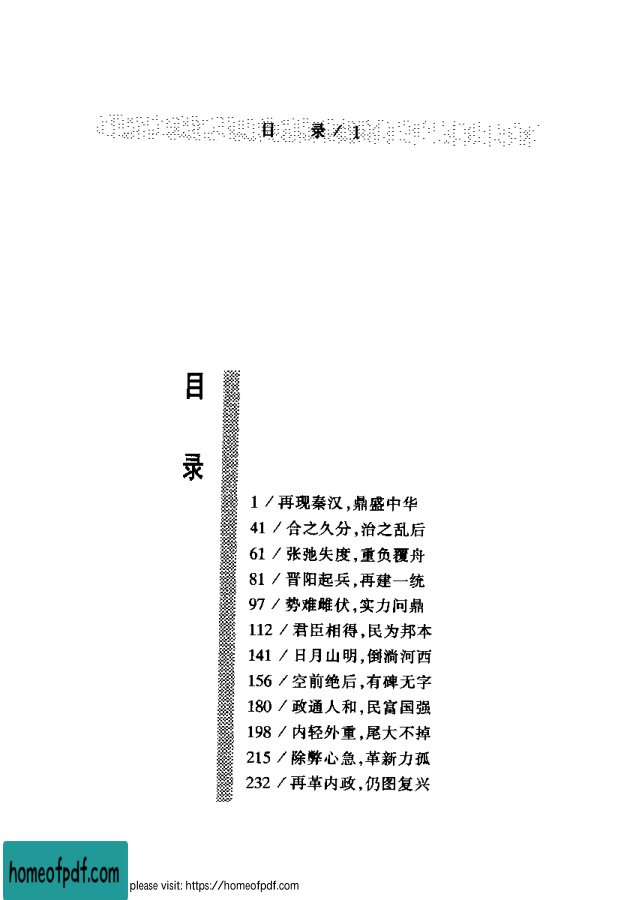 目 录 / 1
目
录
1 / 再现秦汉,鼎盛中华
41 / 合之久分,治之乱后
61 / 张弛失度,重负覆舟
81 / 晋阳起兵,再建一统
97 / 势难雌伏,实力问鼎
112 / 君臣相得,民为邦本
141 / 日月山明,倒淌河西
156 / 空前绝后,有碑无字
180 / 政通人和,民富国强
198 / 内轻外重,尾大不掉
215 / 除弊心急,革新力孤
232 / 再革内政,仍图复兴
homeofpdf.com
please visit: https://homeofpdf.com